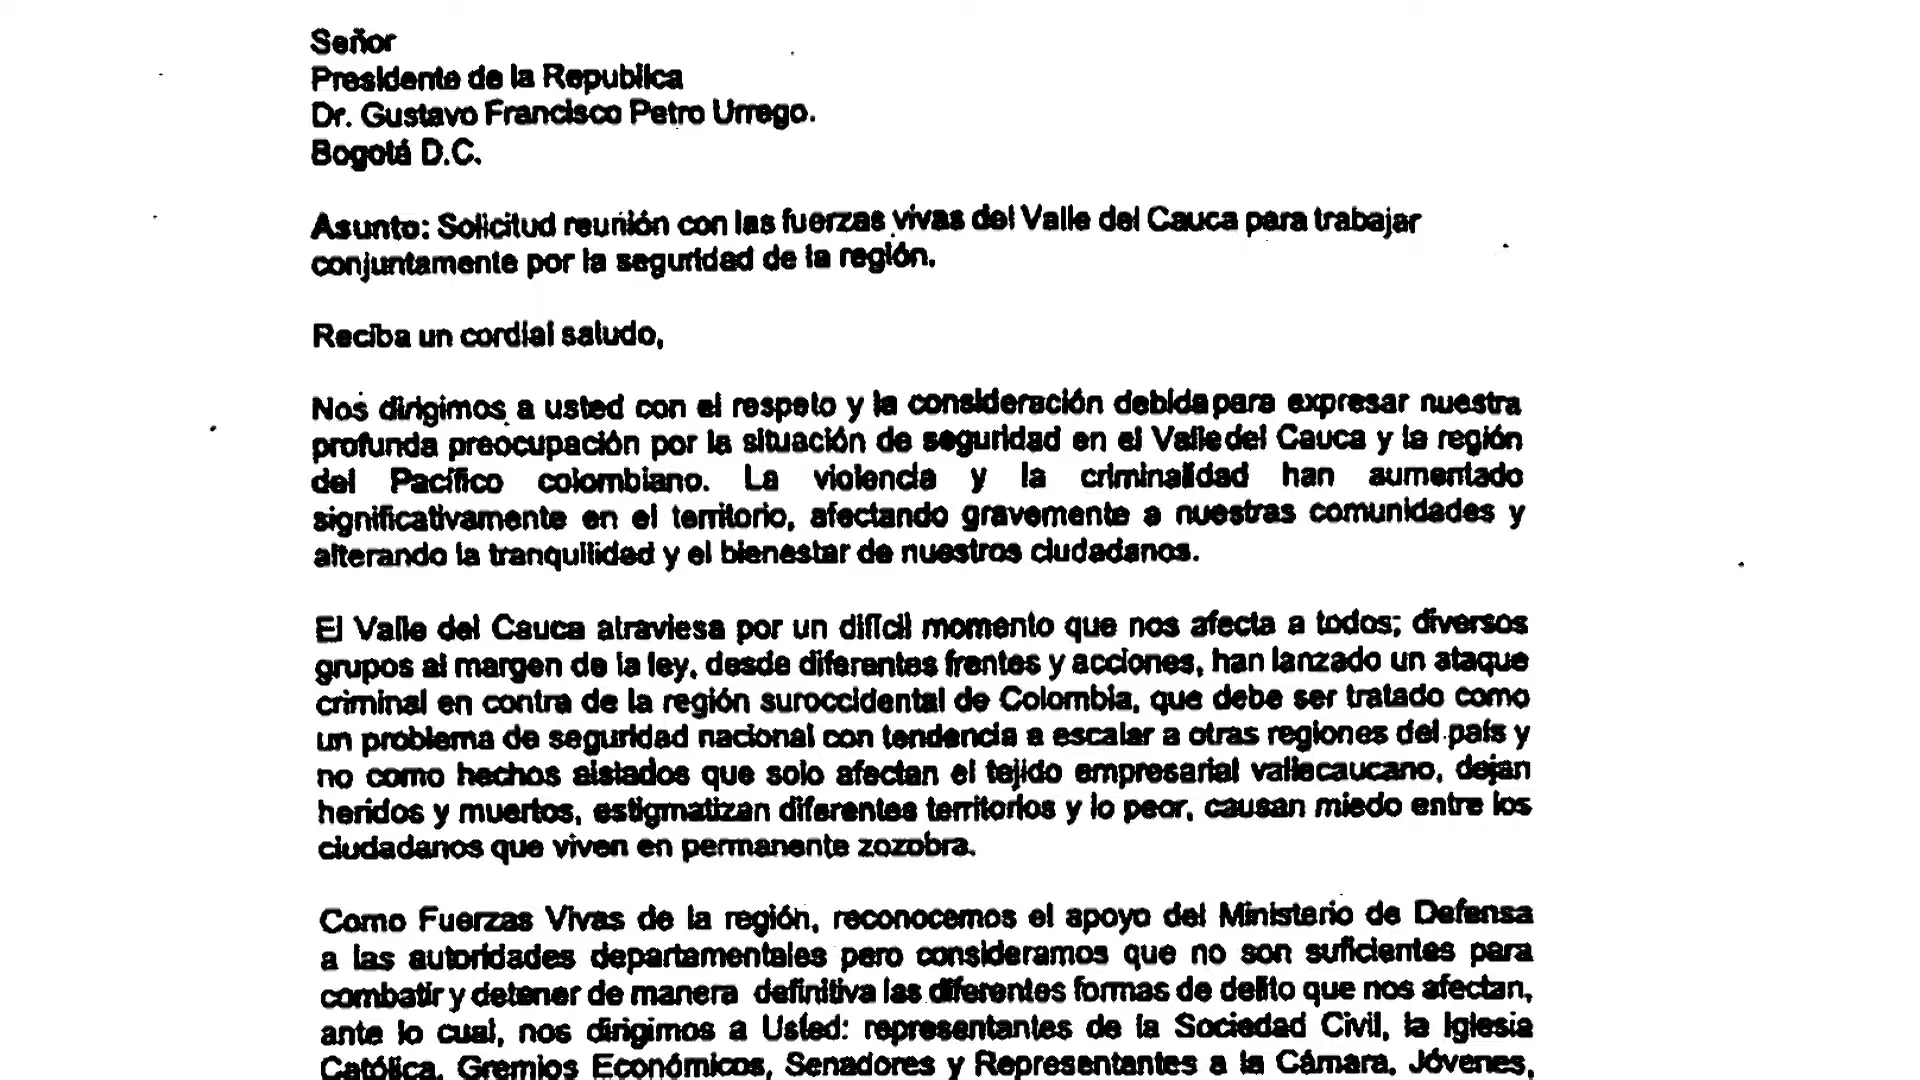 Señor
Presidente de la Republica
Dr. Gustavo Francisco Petro Urrego.
Bogotá D.C.
Asunto: Solicitud reunión con las fuerzas vivas del Valle del Cauca para trabajar
conjuntamente por la seguridad de la región.
Reciba un cordial saludo,
Nos dirigimos a usted con el respeto y la consideración debida para expresar nuestra
profunda preocupación por la situación de seguridad en el Valle del Cauca y la región
del Pacífico colombiano. La violencia y la criminalidad han aumentado
significativamente en el territorio, afectando gravemente a nuestras comunidades y
alterando la tranquilidad y el bienestar de nuestros ciudadanos.
El Valle del Cauca atraviesa por un difícil momento que nos afecta a todos; diversos
grupos al margen de la ley, desde diferentes frentes y acciones, han lanzado un ataque
criminal en contra de la región suroccidental de Colombia, que debe ser tratado como
un problema de seguridad nacional con tendencia a escalar a otras regiones del país y
no como hechos aislados que solo afectan el tejido empresarial vallecaucano, dejan
heridos y muertos, estigmatizan diferentes territorios y lo peor, causan miedo entre los
ciudadanos que viven en permanente zozobra.
Como Fuerzas Vivas de la región, reconocemos el apoyo del Ministerio de Defensa
a las autoridades departamentales pero consideramos que no son suficientes para
combatir y detener de manera definitiva las diferentes formas de delito que nos afectan,
ante lo cual, nos dirigimos a Usted: representantes de la Sociedad Civil, la Iglesia
Católica, Gremios Económicos, Senadores y Representantes a la Cámara, Jóvenes,